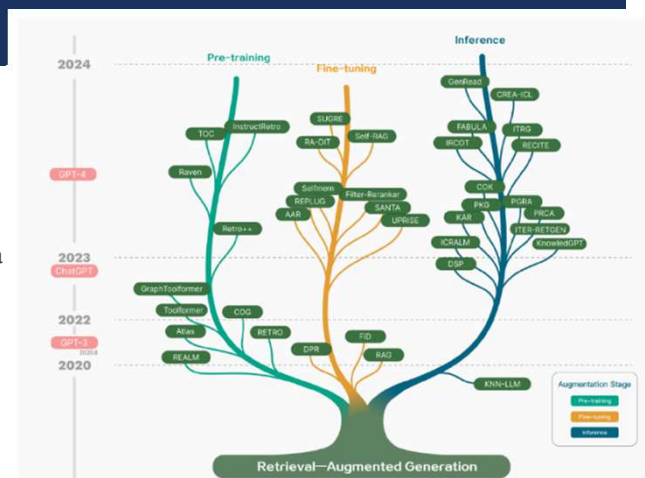 Inference
Pre-training
Fine-tuning
2024
GenRead
CREA-ICL
SUGRE
InstructRetro
TOC
FABULA
ITRG
RA-DIT
Self-RAG
IRCOT
RECITE
GPT-4
Raven
Selfmem
Filter-Reranker
COK
REPLUG
SANTA
PKG
PGRA
AAR
UPRISE
KAR
PRCA
Retro++
ITER-RETGEN
ICRALM
KnowledGPT
a
2023
DSP
ChatGPT
GraphToolformer
Toolformer
COG
2022
Atlas
RETRO
FiD
GPT-3
DPR
RAG
REALM
2020
KNN-LLM
Augmentation Stage
Pre-training
Fine-tuning
Inference
Retrieval—Augmented Generation